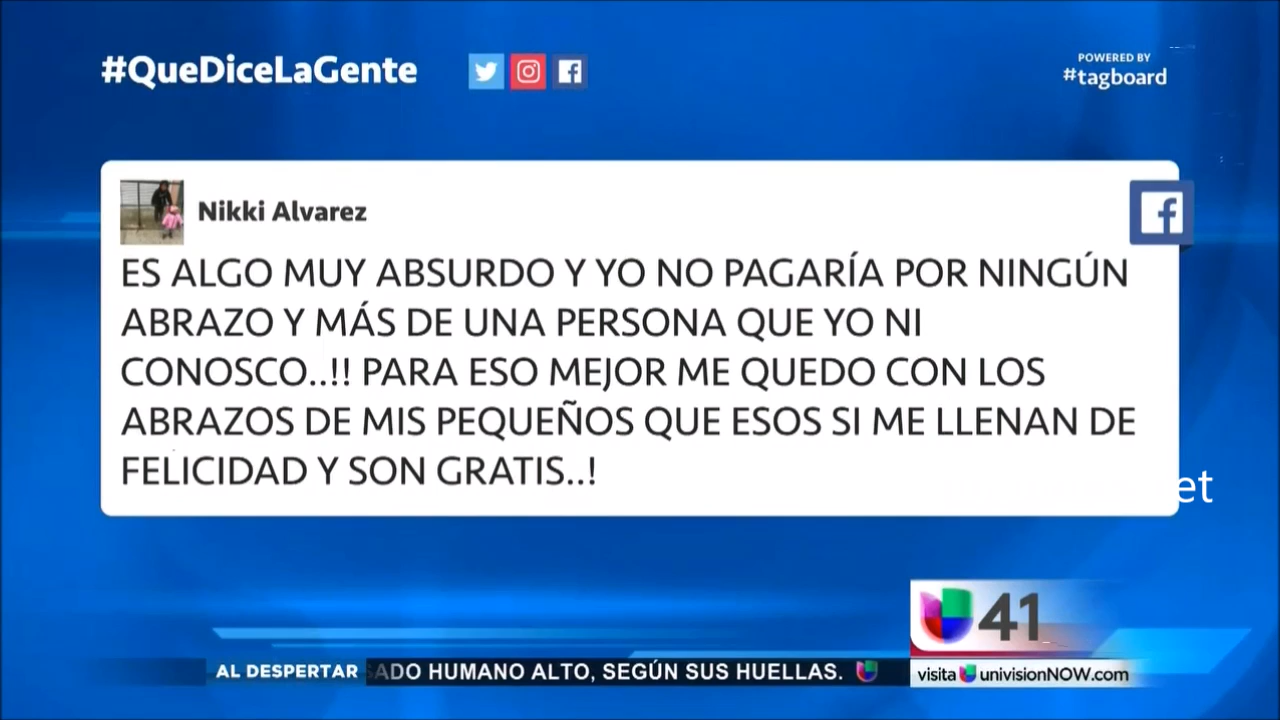 #QueDiceLaGente
POWERED BY
#tagboard
Nikki Alvarez
ES ALGO MUY ABSURDO Y YO NO PAGARÍA POR NINGÚN
ABRAZO Y MÁS DE UNA PERSONA QUE YO NI
CONOSCO..!! PARA ESO MEJOR ME QUEDO CON LOS
ABRAZOS DE MIS PEQUEÑOS QUE ESOS SI ME LLENAN DE
FELICIDAD Y SON GRATIS..!
41
AL DESPERTAR
HUMANO ALTO, SEGÚN SUS HUELLAS.
visita univisionNOW.com